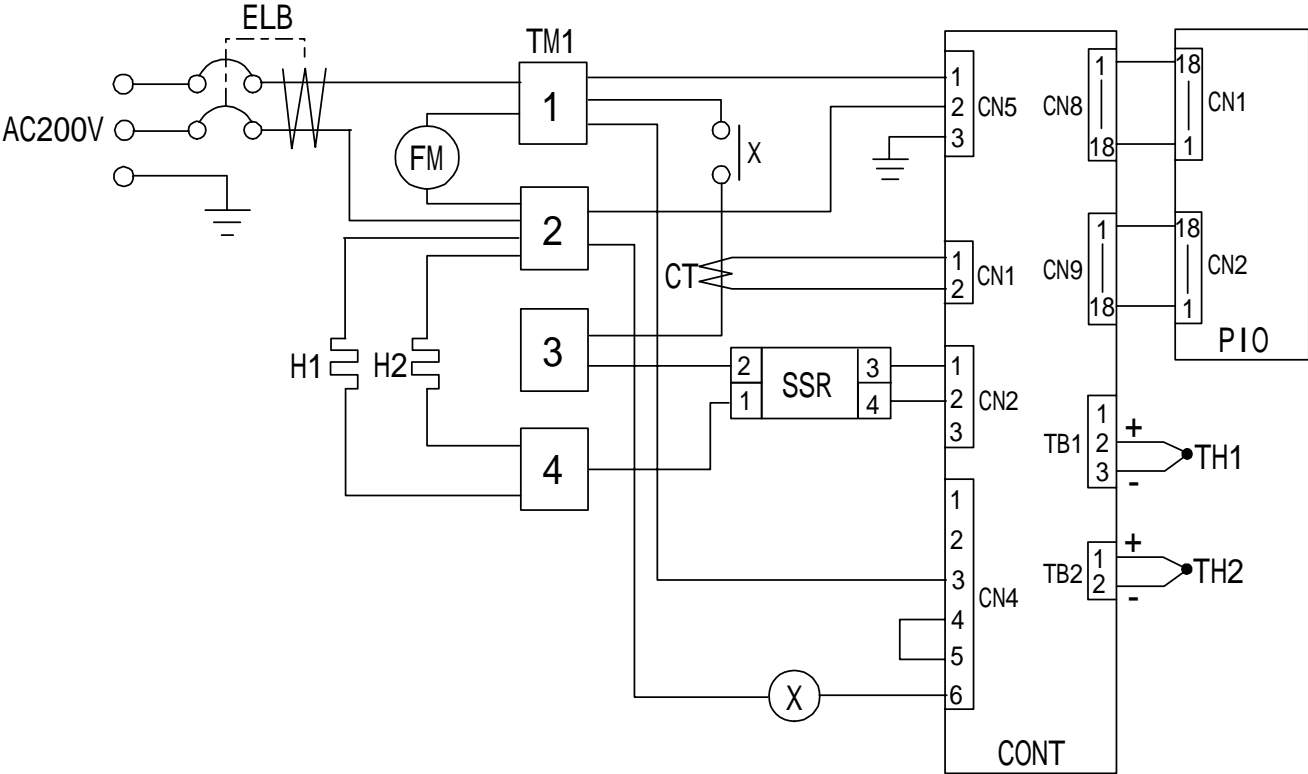 ELB
TM1
AC200V
FM
1
2
3
4
H1
H2
X
CT
2
1
SSR
3
4
X
1
2
3
CN5
1
2
CN1
1
2
3
CN2
1
2
3
4
5
6
CN4
CONT
1
18
CN8
1
18
CN9
1
2
3
TB1
+
-
TH1
1
2
TB2
+
-
TH2
18
1
CN1
18
1
CN2
PIO